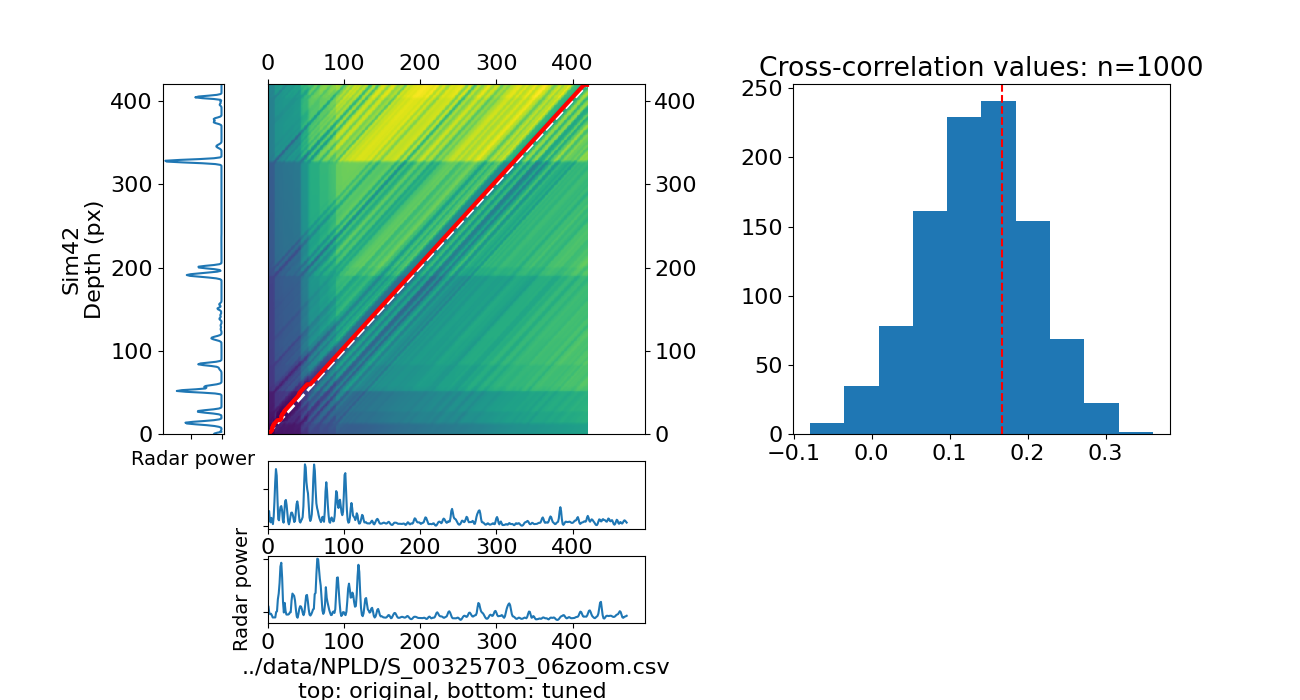 0 100 200 300 400
Cross-correlation values: n=1000
400
300
200
100
0
Sim42
Depth (px)
Radar power
400
300
200
100
0
250
200
150
100
50
0
−0.1 0.0 0.1 0.2 0.3
0 100 200 300 400
Radar power
0 100 200 300 400
../data/NPLD/S_00325703_06zoom.csv
top: original, bottom: tuned